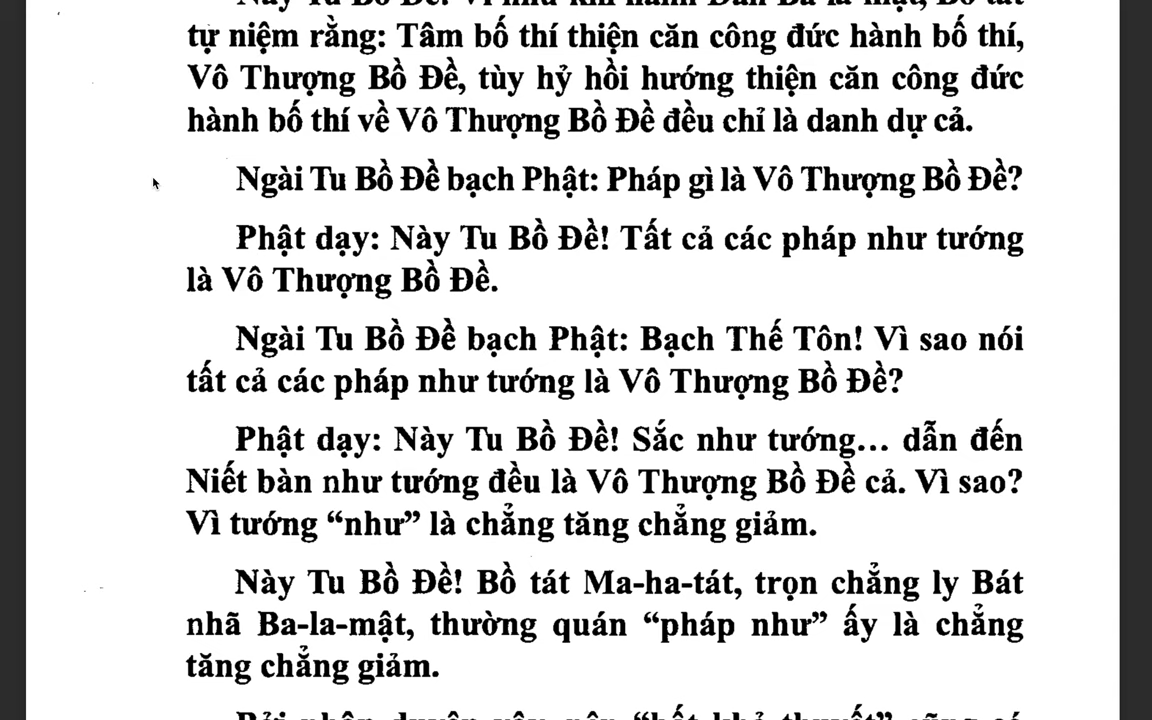 tự niệm rằng: Tâm bố thí thiện căn công đức hành bố thí,
Vô Thượng Bồ Đề, tùy hỷ hồi hướng thiện căn công đức
hành bố thí về Vô Thượng Bồ Đề đều chỉ là danh dự cả.
Ngài Tu Bồ Đề bạch Phật: Pháp gì là Vô Thượng Bồ Đề?
Phật dạy: Này Tu Bồ Đề! Tất cả các pháp như tướng
là Vô Thượng Bồ Đề.
Ngài Tu Bồ Đề bạch Phật: Bạch Thế Tôn! Vì sao nói
tất cả các pháp như tướng là Vô Thượng Bồ Đề?
Phật dạy: Này Tu Bồ Đề! Sắc như tướng... dẫn đến
Niết bàn như tướng đều là Vô Thượng Bồ Đề cả. Vì sao?
Vì tướng “như” là chẳng tăng chẳng giảm.
Này Tu Bồ Đề! Bồ tát Ma-ha-tát, trọn chẳng ly Bát
nhã Ba-la-mật, thường quán “pháp như” ấy là chẳng
tăng chẳng giảm.